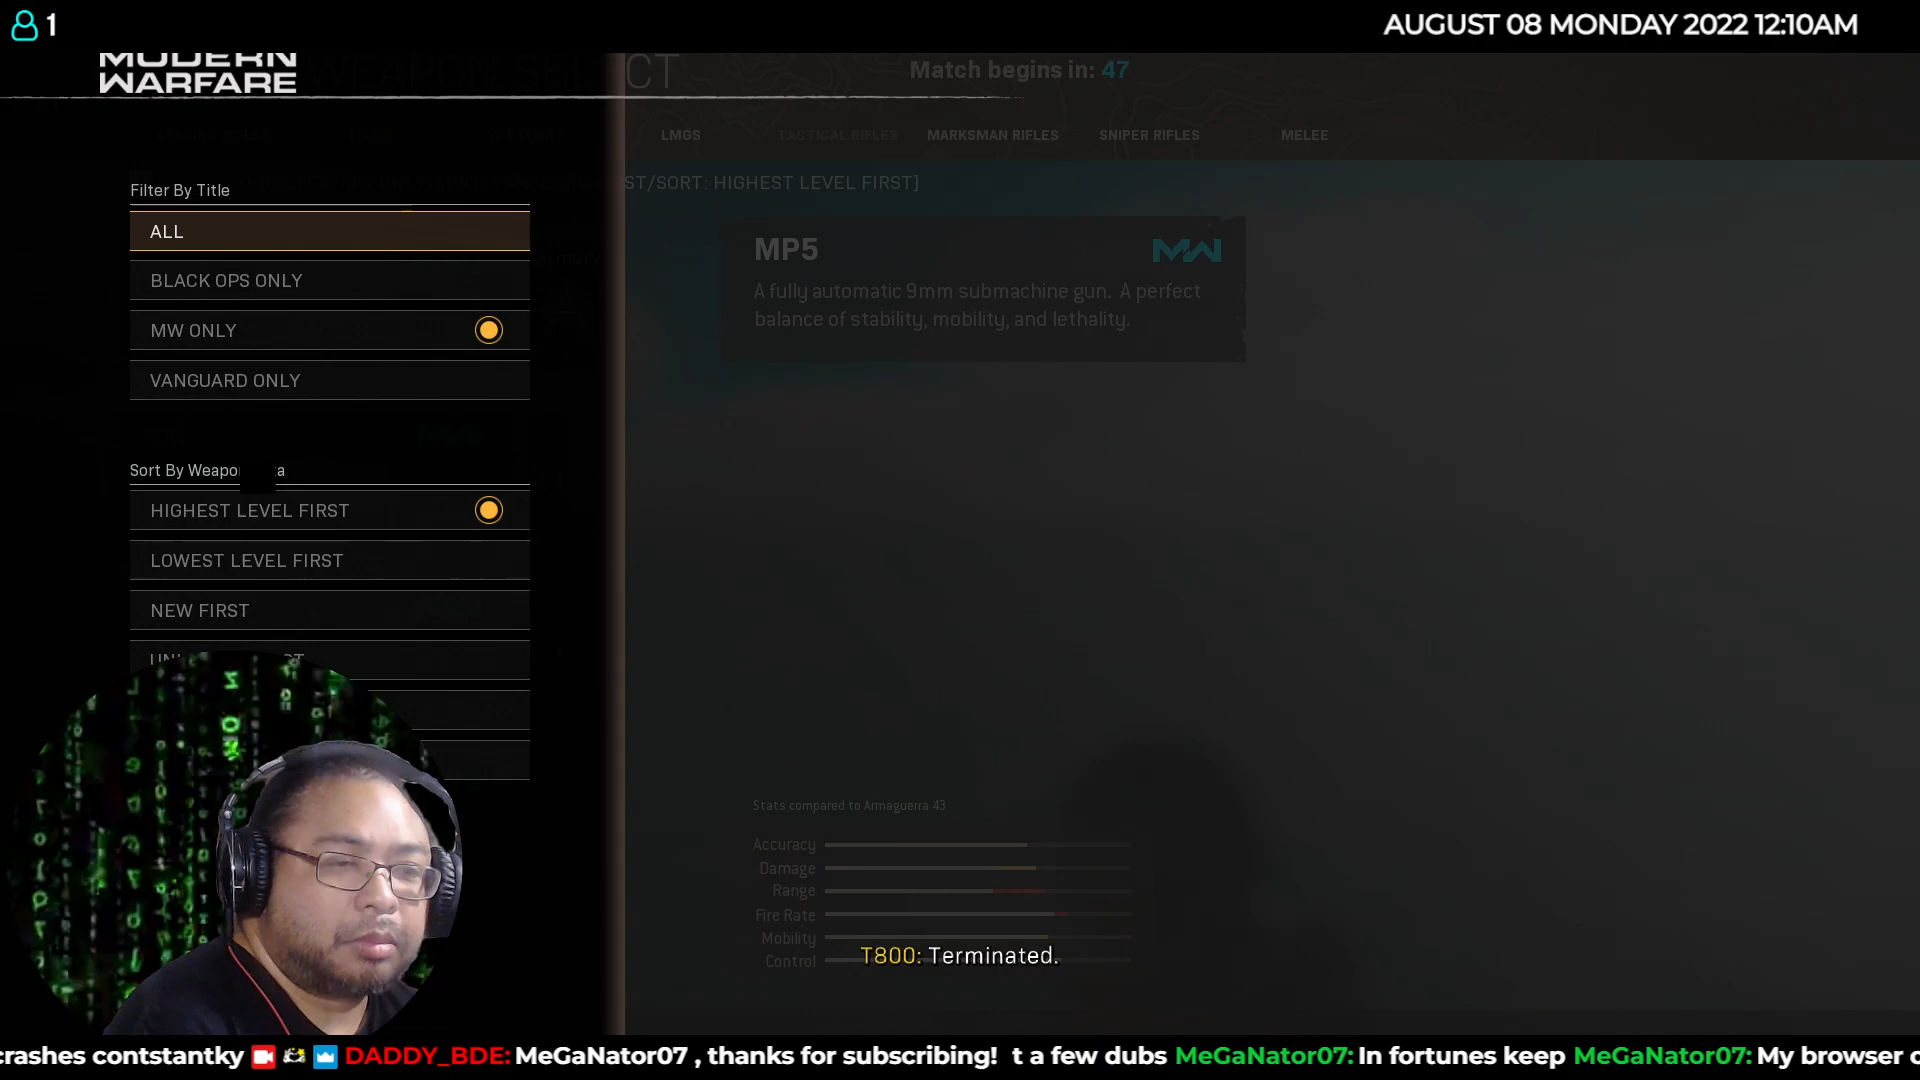 1
AUGUST 08 MONDAY 2022 12:10AM
MODERN
WARFARE
WEAPON SELECT
Match begins in: 47
LMGS
TACTICAL RIFLES
MARKSMAN RIFLES
SNIPER RIFLES
MELEE
Filter By Title
ST/SORT: HIGHEST LEVEL FIRST]
ALL
BLACK OPS ONLY
MW ONLY
VANGUARD ONLY
MP5
MW
A fully automatic 9mm submachine gun. A perfect
balance of stability, mobility, and lethality.
Sort By Weapo
HIGHEST LEVEL FIRST
LOWEST LEVEL FIRST
NEW FIRST
Stats compared to Armaguerra 43
Accuracy
Damage
Range
Fire Rate
Mobility
Control
T800: Terminated.
crashes contstantky DADDY_BDE: MeGaNator07 , thanks for subscribing! t a few dubs MeGaNator07: In fortunes keep MeGaNator07: My browser c